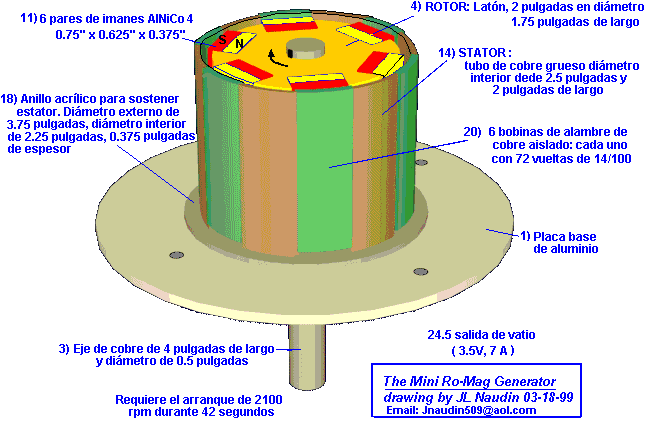 11) 6 pares de imanes AlNiCo 4
0.75" x 0.625" x 0.375"
S N
4) ROTOR: Latón, 2 pulgadas en diámetro
1.75 pulgadas de largo
14) STATOR :
tubo de cobre grueso diámetro
interior dede 2.5 pulgadas y
2 pulgadas de largo
18) Anillo acrílico para sostener
estator. Diámetro externo de
3.75 pulgadas, diámetro interior
de 2.25 pulgadas, 0.375 pulgadas
de espesor
20) 6 bobinas de alambre de
cobre aislado: cada uno
con 72 vueltas de 14/100
1) Placa base
de aluminio
3) Eje de cobre de 4 pulgadas de largo
y diámetro de 0.5 pulgadas
24.5 salida de vatio
( 3.5V, 7 A )
Requiere el arranque de 2100
rpm durante 42 segundos
The Mini Ro-Mag Generator
drawing by JL Naudin 03-18-99
Email: Jnaudin509@aol.com